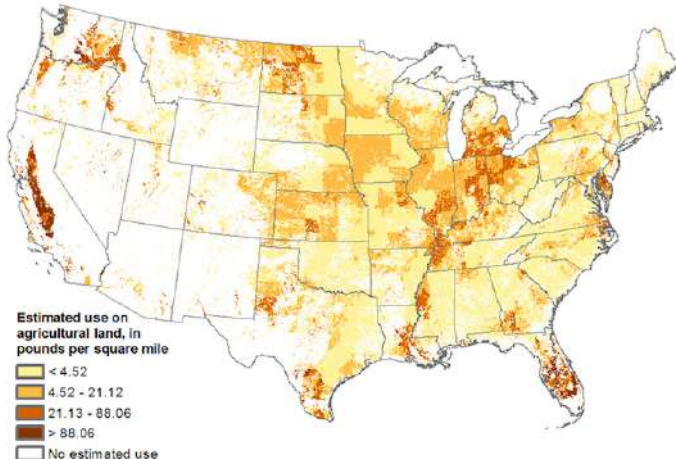 Estimated use on
agricultural land, in
pounds per square mile
< 4.52
4.52 - 21.12
21.13 - 88.06
> 88.06
No estimated use